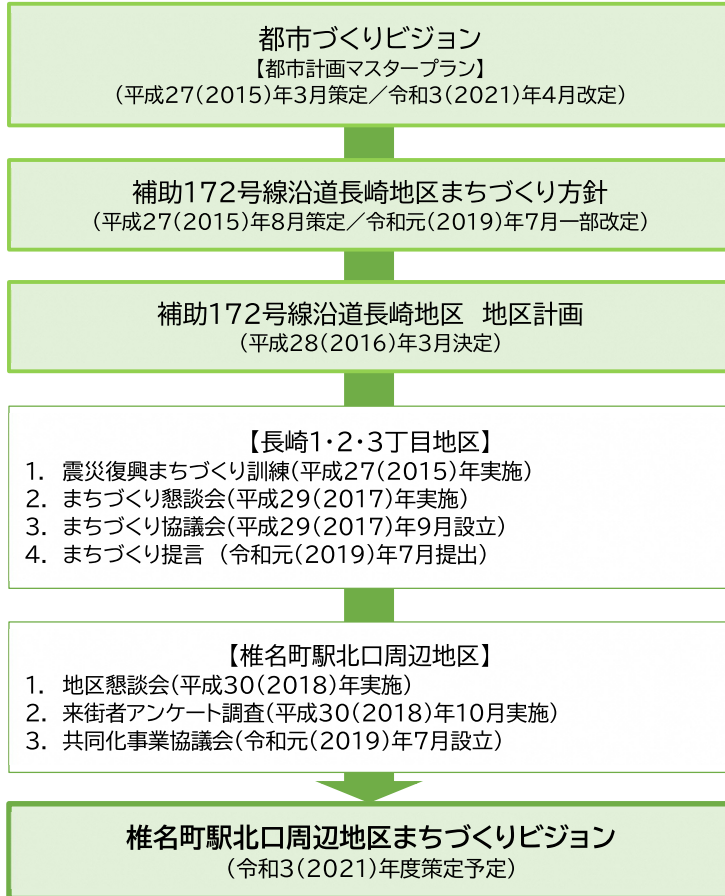 都市づくりビジョン
【都市計画マスタープラン】
（平成27（2015）年3月策定／令和3（2021）年4月改定）
補助172号線沿道長崎地区まちづくり方針
（平成27（2015）年8月策定／令和元（2019）年7月一部改定）
補助172号線沿道長崎地区　地区計画
（平成28（2016）年3月決定）
【長崎1・2・3丁目地区】
1．震災復興まちづくり訓練（平成27（2015）年実施）
2．まちづくり懇談会（平成29（2017）年実施）
3．まちづくり協議会（平成29（2017）年9月設立）
4．まちづくり提言　（令和元（2019）年7月提出）
【椎名町駅北口周辺地区】
1．地区懇談会（平成30（2018）年実施）
2．来街者アンケート調査（平成30（2018）年10月実施）
3．共同化事業協議会（令和元（2019）年7月設立）
椎名町駅北口周辺地区まちづくりビジョン
（令和3（2021）年度策定予定）